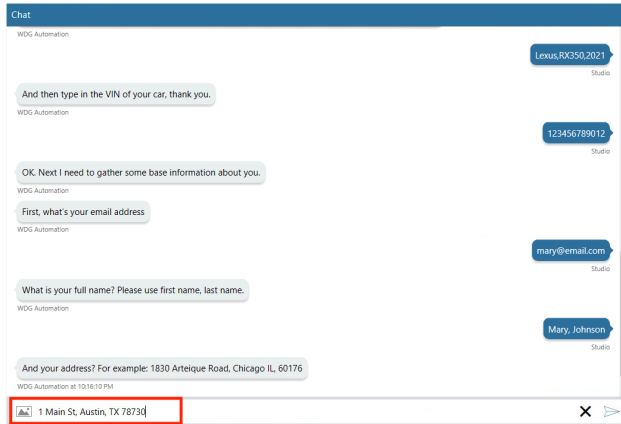 Chat
WDG Automation
Lexus,RX350,2021
Studio
And then type in the VIN of your car, thank you.
WDG Automation
123456789012
Studio
OK. Next I need to gather some base information about you.
WDG Automation
First, what's your email address
WDG Automation
mary@email.com
Studio
What is your full name? Please use first name, last name.
WDG Automation
Mary, Johnson
Studio
And your address? For example: 1830 Arteique Road, Chicago IL, 60176
WDG Automation at 10:16:10 PM
1 Main St, Austin, TX 78730